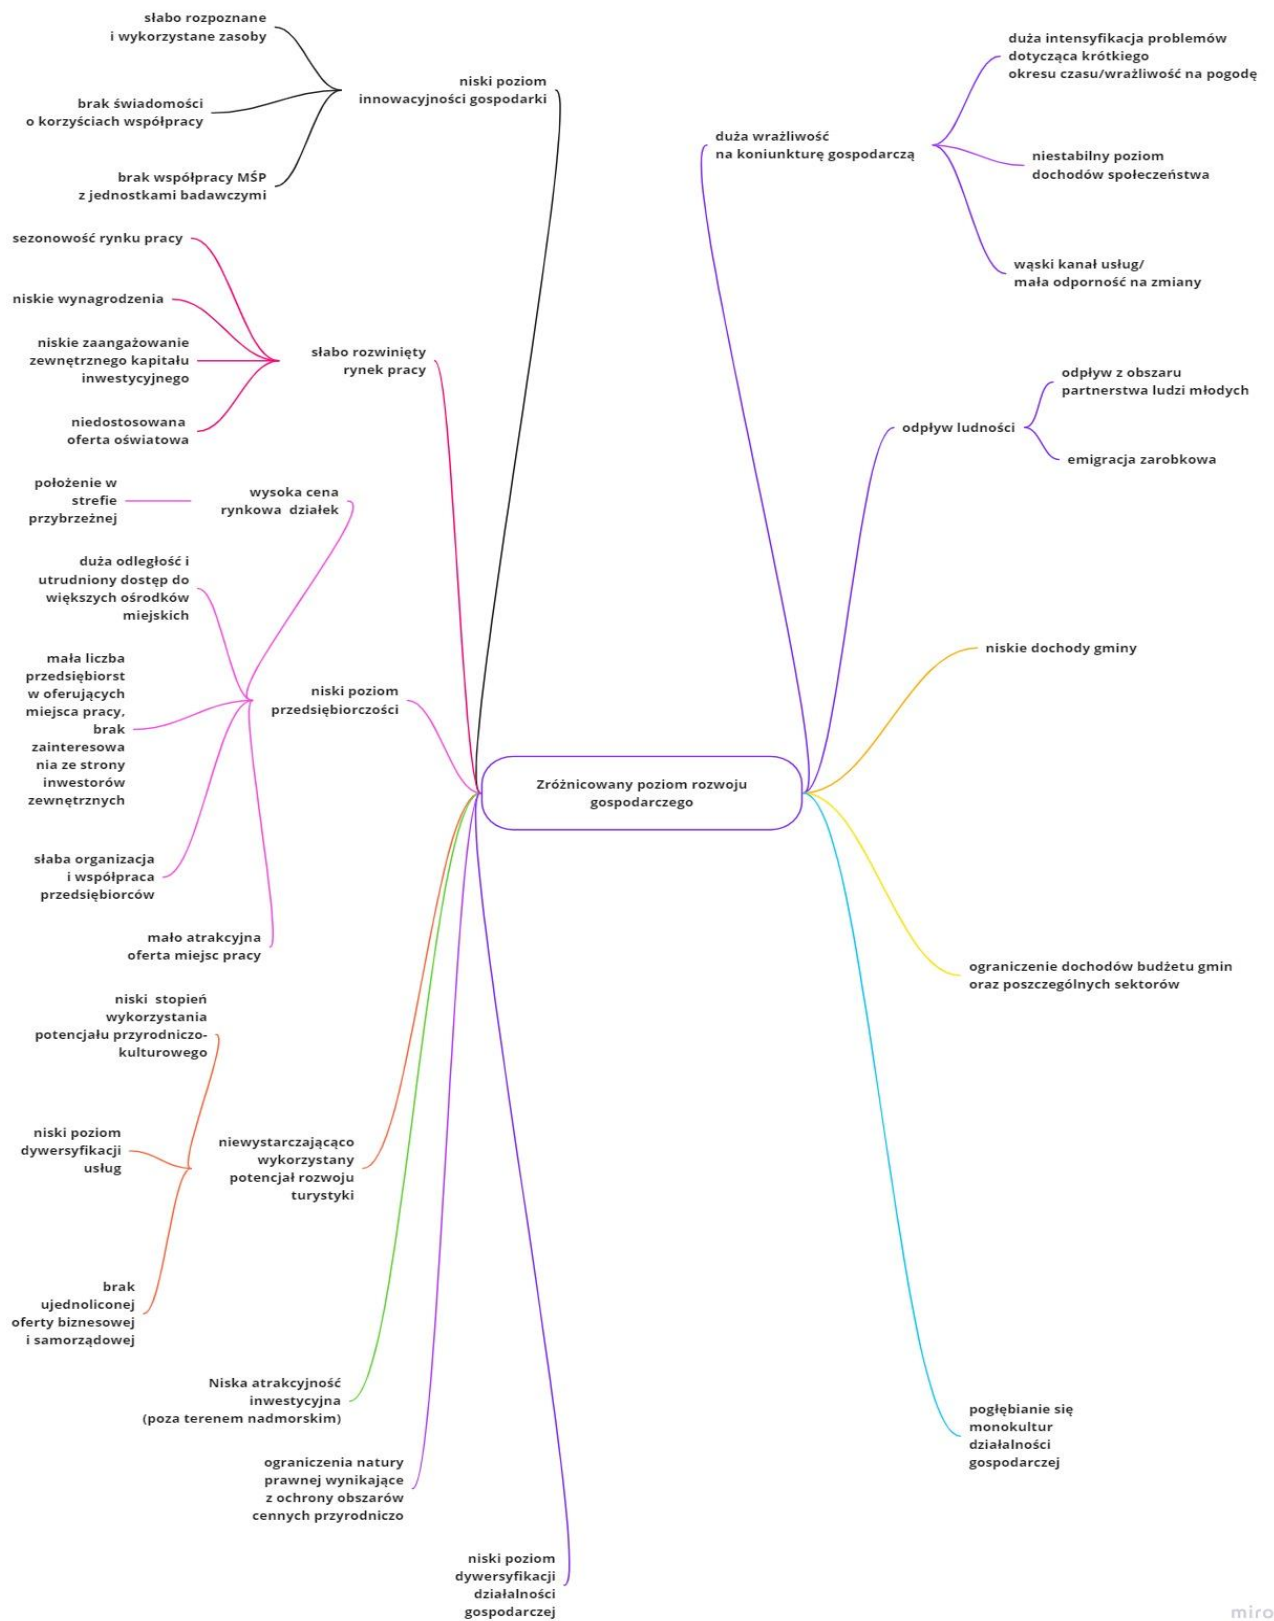 słabo rozpoznane
i wykorzystane zasoby
brak świadomości
o korzyściach współpracy
brak współpracy MŚP
z jednostkami badawczymi
niski poziom
innowacyjności gospodarki
sezonowość rynku pracy
niskie wynagrodzenia
niskie zaangażowanie
zewnętrznego kapitału
inwestycyjnego
niedostosowana
oferta oświatowa
słabo rozwinięty
rynek pracy
położenie w
strefie
przybrzeżnej
wysoka cena
rynkowa działek
duża odległość i
utrudniony dostęp do
większych ośrodków
miejskich
mała liczba
przedsiębiorst
w oferujących
miejsca pracy,
brak
zainteresowa
nia ze strony
inwestorów
zewnętrznych
słaba organizacja
i współpraca
przedsiębiorców
mało atrakcyjna
oferta miejsc pracy
niski poziom
przedsiębiorczości
niski stopień
wykorzystania
potencjału przyrodniczo-
kulturowego
niski poziom
dywersyfikacji
usług
brak
ujednoliconej
oferty biznesowej
i samorządowej
niewystarczającąco
wykorzystany
potencjał rozwoju
turystyki
Niska atrakcyjność
inwestycyjna
(poza terenem nadmorskim)
ograniczenia natury
prawnej wynikające
z ochrony obszarów
cennych przyrodniczo
niski poziom
dywersyfikacji
działalności
gospodarczej
Zróżnicowany poziom rozwoju
gospodarczego
duża wrażliwość
na koniunkturę gospodarczą
duża intensyfikacja problemów
dotycząca krótkiego
okresu czasu/wrażliwość na pogodę
niestabilny poziom
dochodów społeczeństwa
wąski kanał usług/
mała odporność na zmiany
odpływ ludności
odpływ z obszaru
partnerstwa ludzi młodych
emigracja zarobkowa
niskie dochody gminy
ograniczenie dochodów budżetu gmin
oraz poszczególnych sektorów
pogłębianie się
monokultur
działalności
gospodarczej
miro